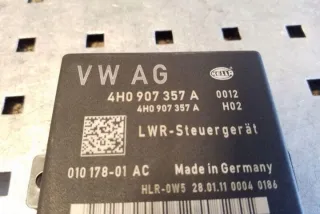 VW AG
HELLA
4H0 907 357 A 0012
4H0 907 357 A H02
LWR-Steuergerät
010 178-01 AC Made in Germany
HLR-0W5 28.01.11 0004 0186